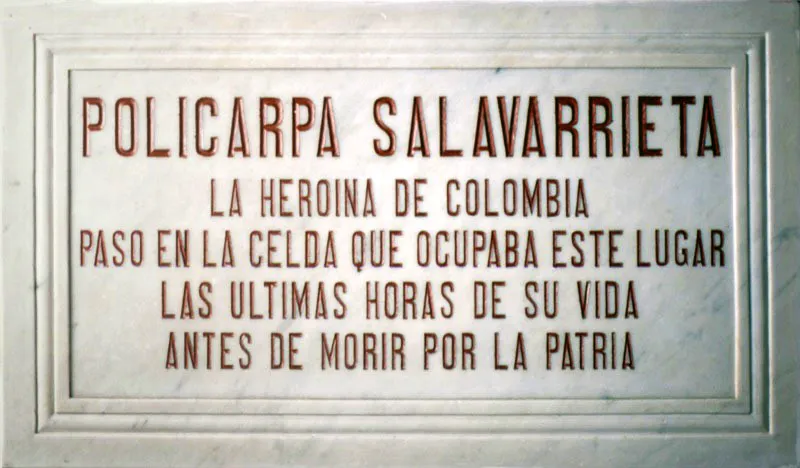 POLICARPA SALAVARRIETA
LA HEROINA DE COLOMBIA
PASO EN LA CELDA QUE OCUPABA ESTE LUGAR
LAS ULTIMAS HORAS DE SU VIDA
ANTES DE MORIR POR LA PATRIA